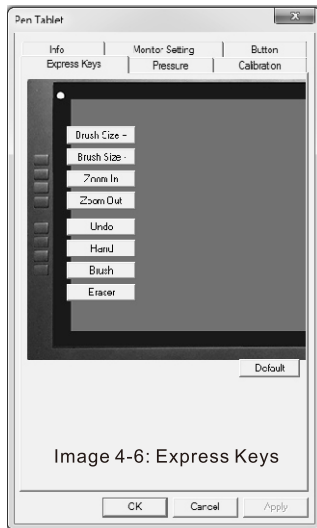 Pen Tablet
Info Monitor Setting Button
Express Keys Pressure Calibration
Brush Size +
Brush Size -
Zoom In
Zoom Out
Undo
Hand
Brush
Eraser
Default
Image 4-6: Express Keys
OK Cancel Apply